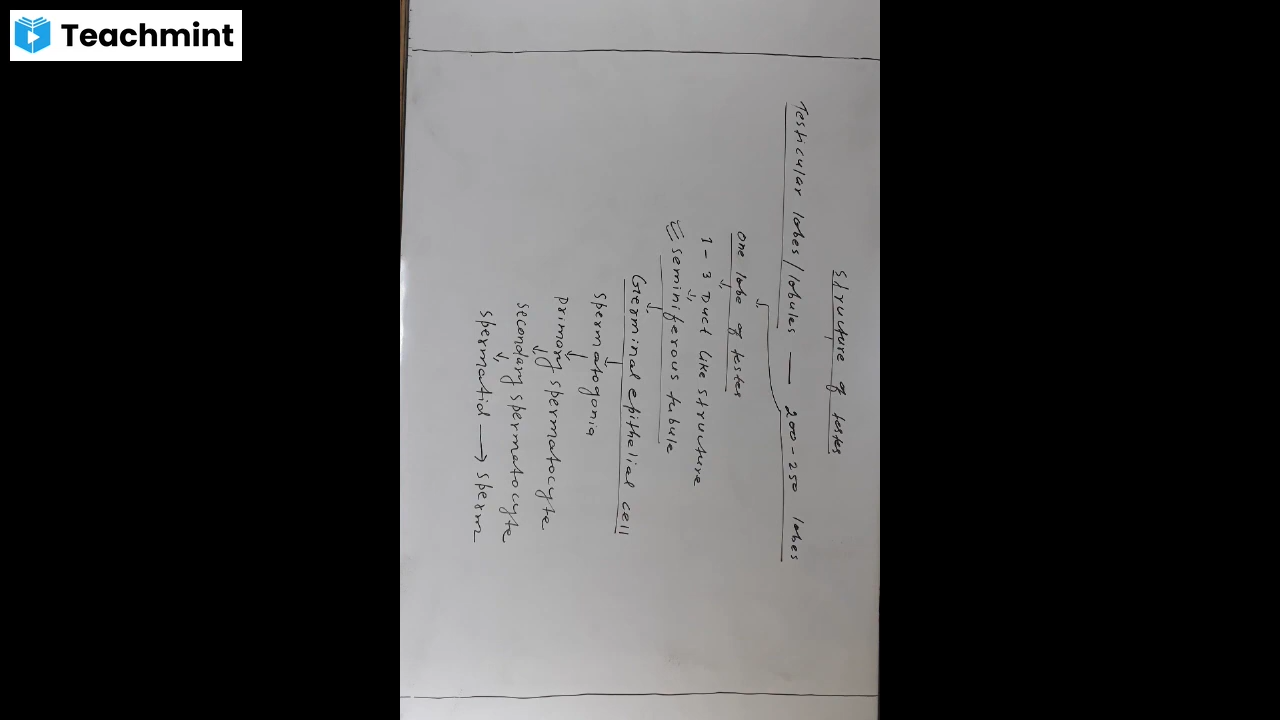 Teachmint
Structure of testes
Testicular lobes/lobules — 200-250 lobes
↓
one lobe of testes
↓
1-3 Duct like structure
↓
Seminiferous tubule
↓
Germinal epithelial cell
↓
Spermatogonia
↓
Primary spermatocyte
↓
Secondary spermatocyte
↓
Spermatid → Sperm